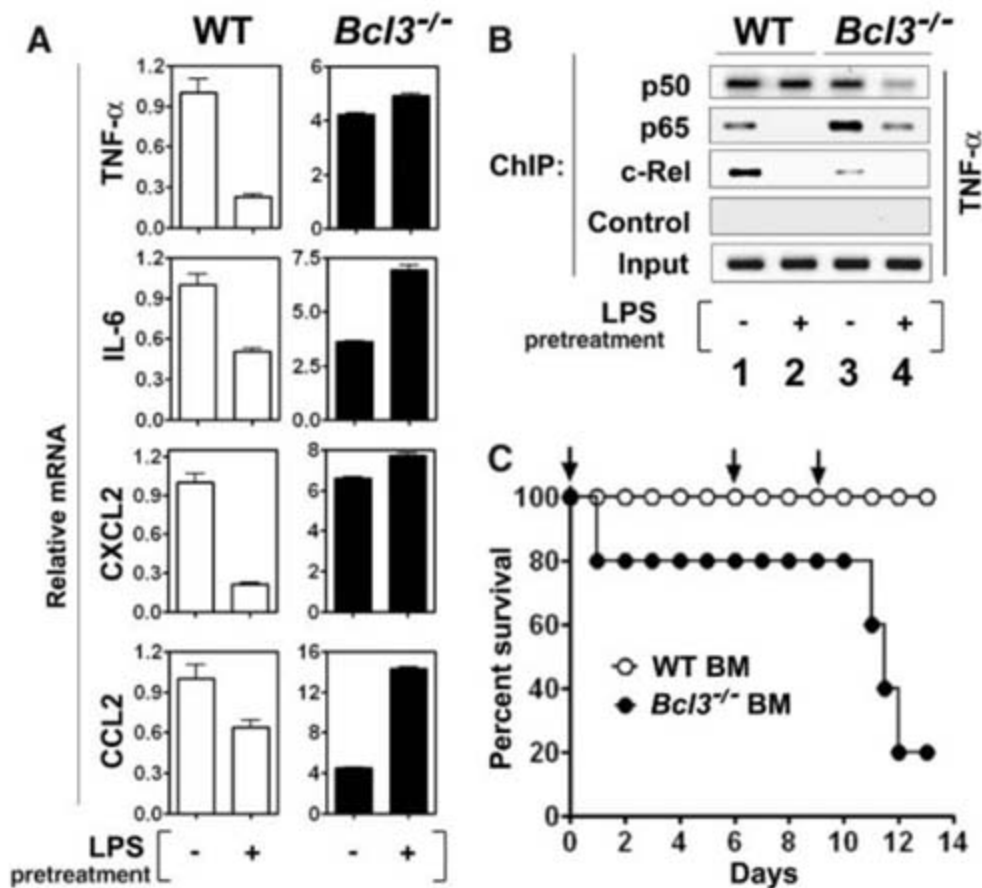 A
WT
Bcl3-/-
TNF-α
1.2
0.9
0.6
0.3
0.0
6
4
2
0
IL-6
1.2
0.9
0.6
0.3
0.0
7.5
5.0
2.5
0.0
CXCL2
1.2
0.9
0.6
0.3
0.0
8
6
4
2
0
CCL2
1.2
0.9
0.6
0.3
0.0
16
12
8
4
0
Relative mRNA
LPS
pretreatment
[ - + - + ]
B
WT
Bcl3-/-
ChIP:
p50
p65
c-Rel
Control
Input
TNF-α
LPS
pretreatment
[ - + - + ]
1 2 3 4
C
Percent survival
100
80
60
40
20
0
WT BM
Bcl3-/- BM
0 2 4 6 8 10 12 14
Days